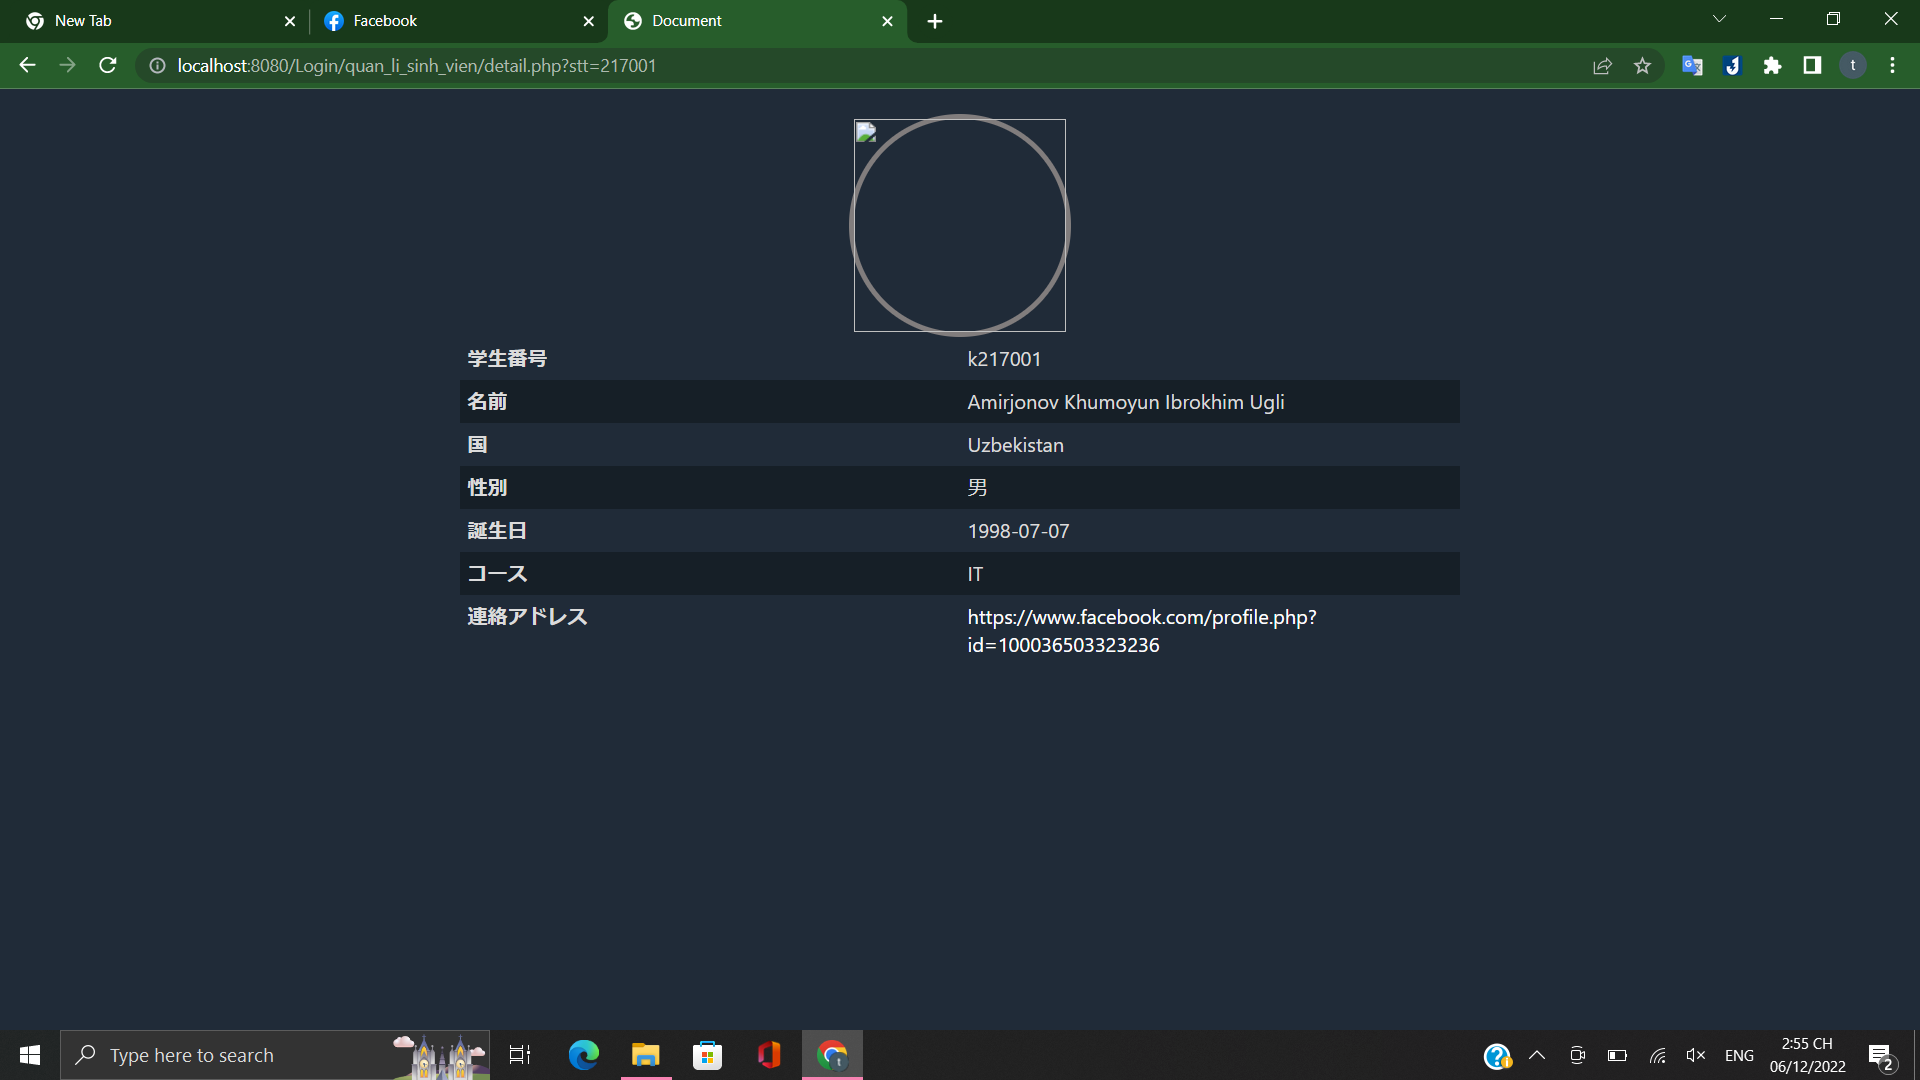 New Tab
Facebook
Document
localhost:8080/Login/quan_li_sinh_vien/detail.php?stt=217001
t
学生番号 k217001
名前 Amirjonov Khumoyun Ibrokhim Ugli
国 Uzbekistan
性別 男
誕生日 1998-07-07
コース IT
連絡アドレス https://www.facebook.com/profile.php?
id=100036503323236
Type here to search
t
ENG
2:55 CH
06/12/2022
2